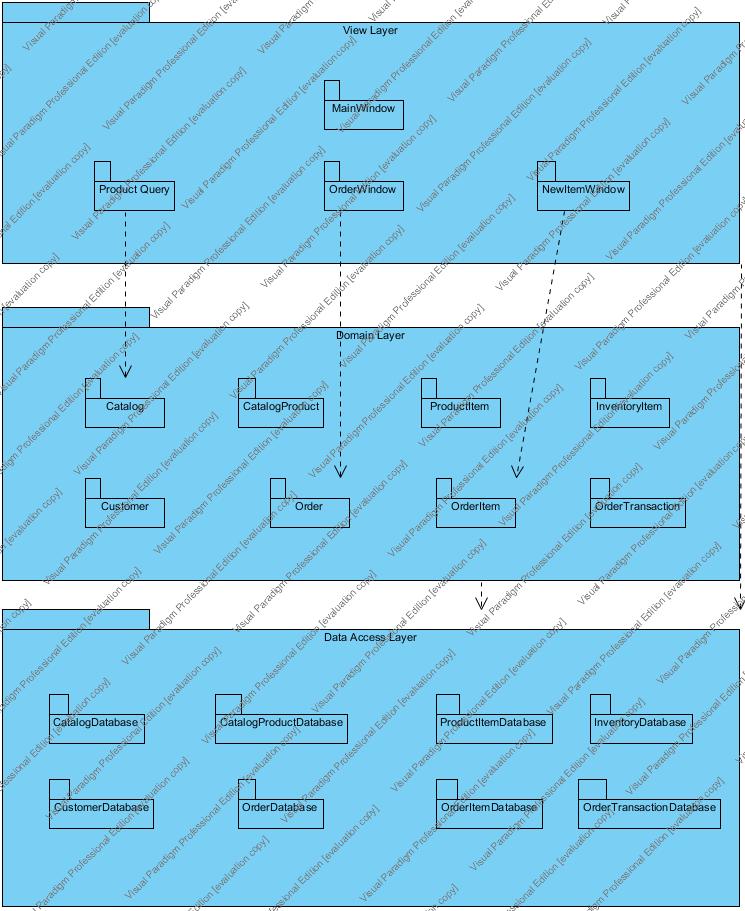 View Layer
MainWindow
Product Query
OrderWindow
NewItemWindow
Domain Layer
Catalog
CatalogProduct
ProductItem
InventoryItem
Customer
Order
OrderItem
OrderTransaction
Data Access Layer
CatalogDatabase
CatalogProductDatabase
ProductItemDatabase
InventoryDatabase
CustomerDatabase
OrderDatabase
OrderItemDatabase
OrderTransactionDatabase
Visual Paradigm Professional Edition [evaluation copy]